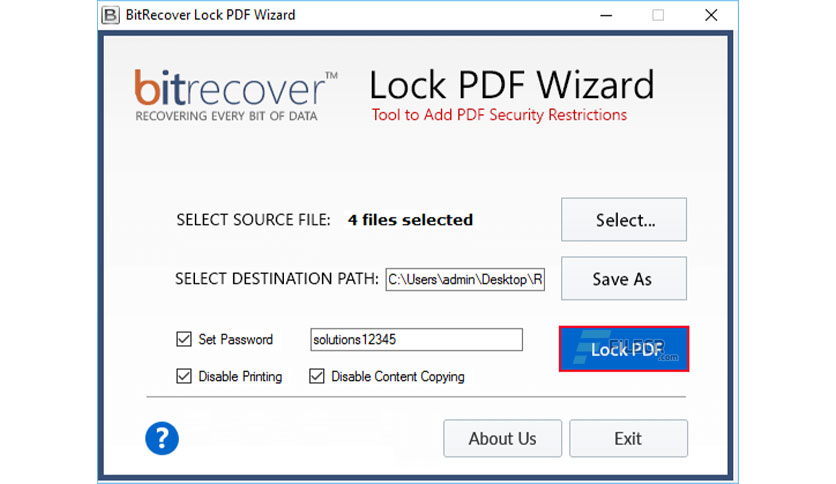 BitRecover Lock PDF Wizard
bitrecover™
RECOVERING EVERY BIT OF DATA
Lock PDF Wizard
Tool to Add PDF Security Restrictions
SELECT SOURCE FILE: 4 files selected
Select...
SELECT DESTINATION PATH: C:\Users\admin\Desktop\R
Save As
Set Password solutions12345
Lock PDF
FILECR
.com
Disable Printing Disable Content Copying
?
About Us
Exit